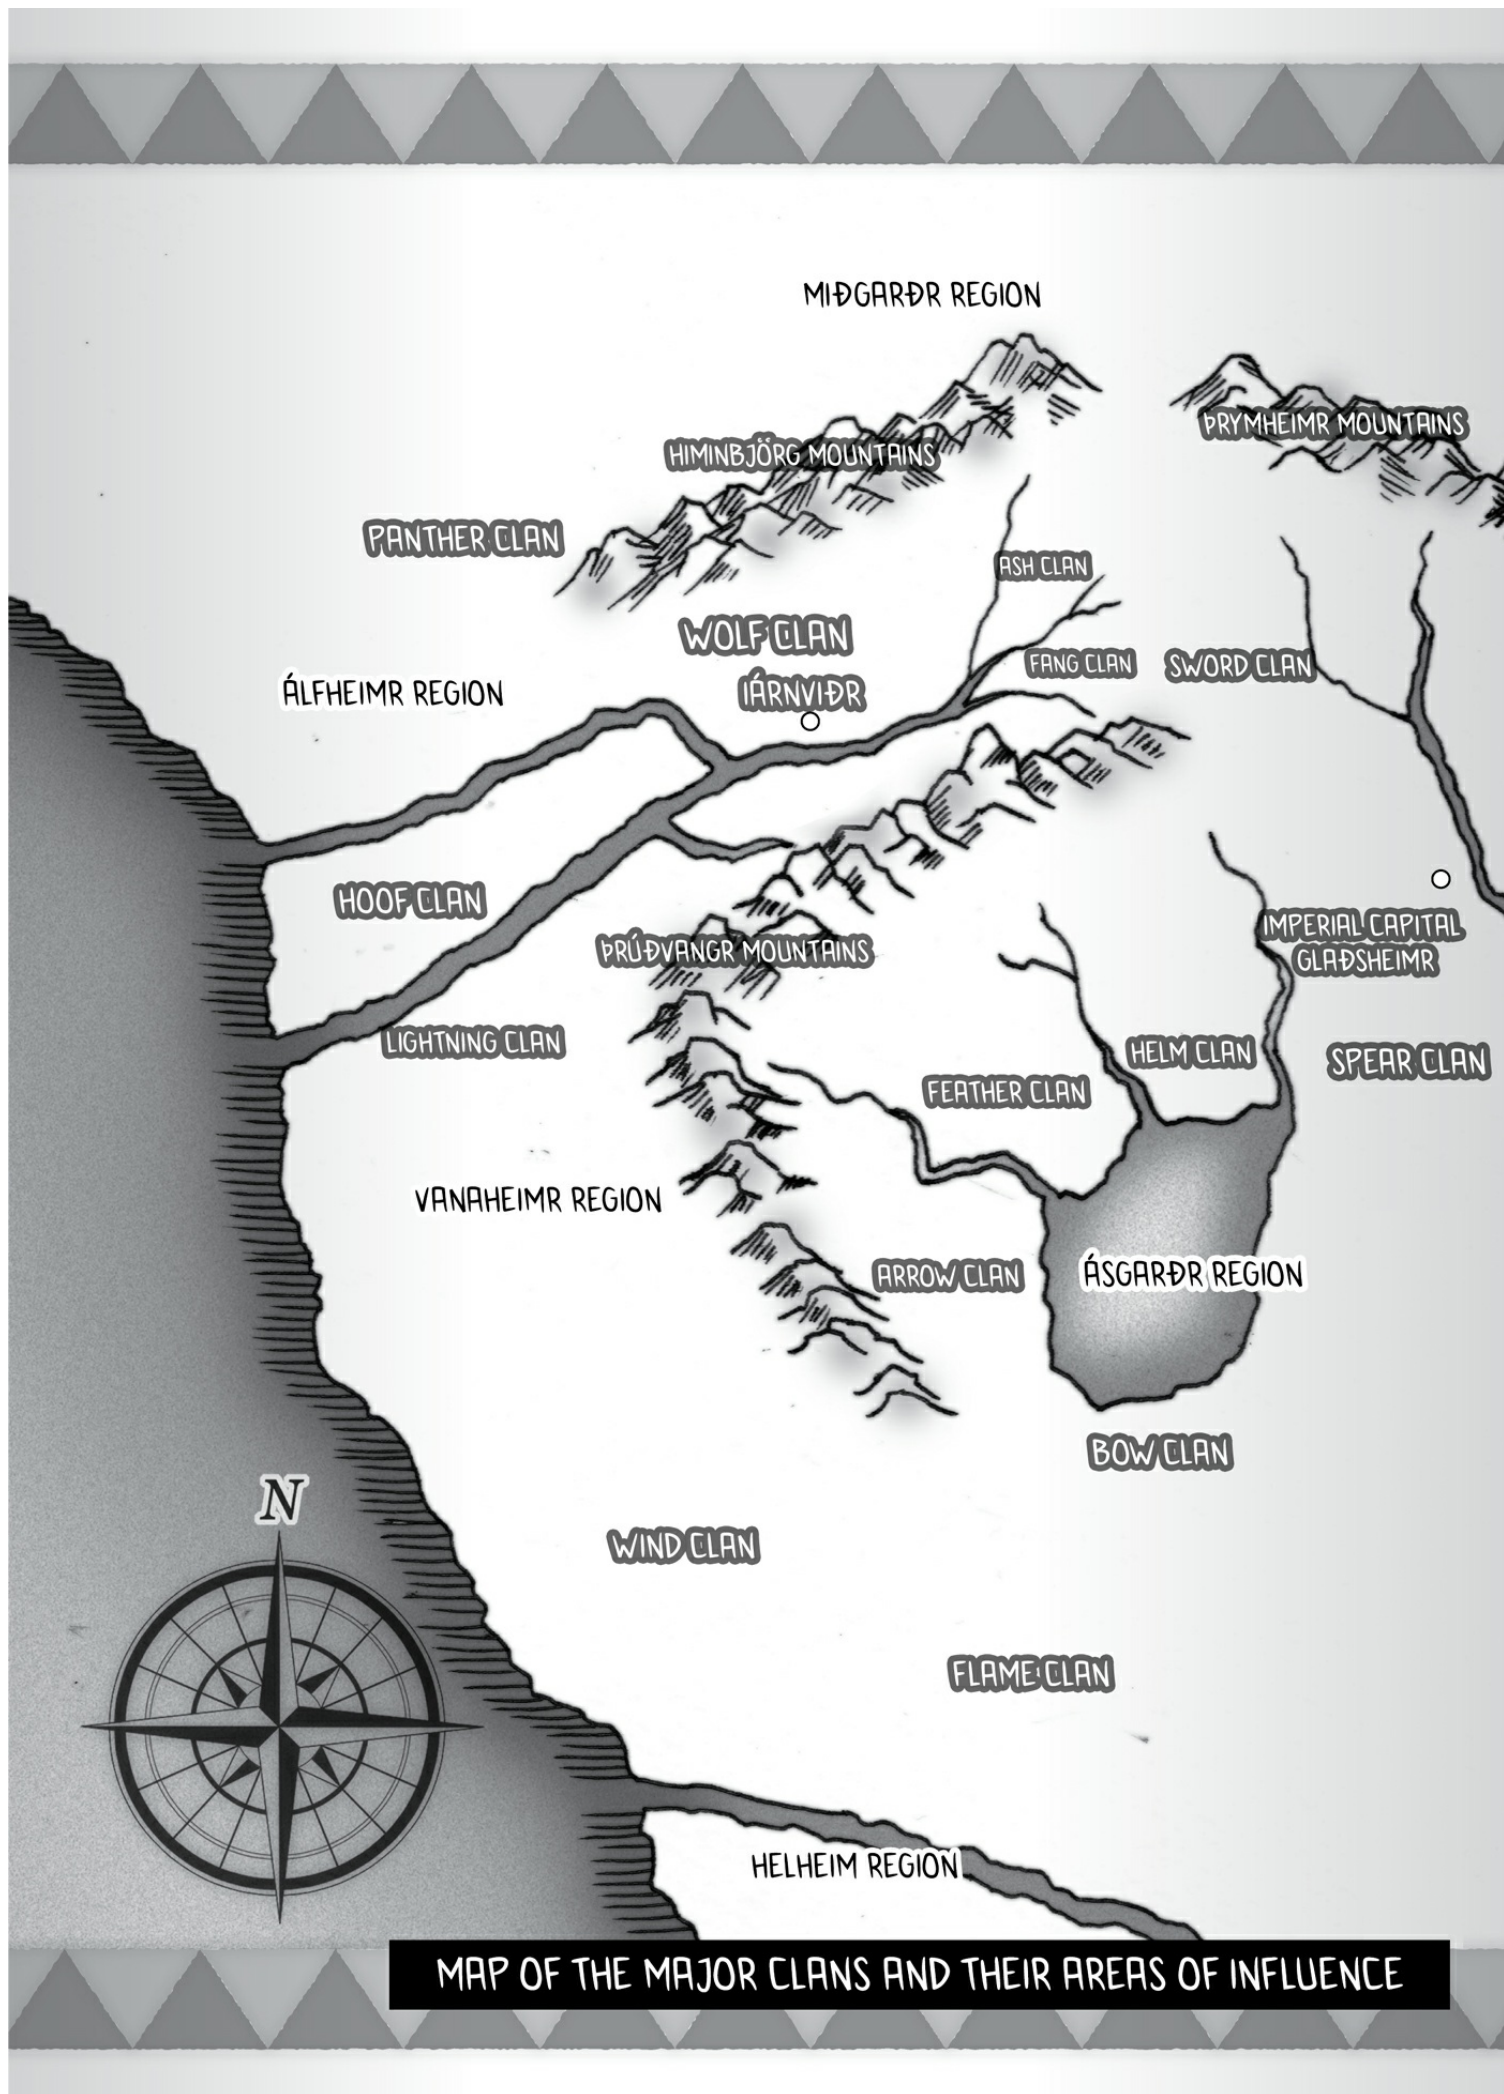 MIÐGARÐR REGION
ÞRYMHEIMR MOUNTAINS
HIMINBJÖRG MOUNTAINS
PANTHER CLAN
ASH CLAN
WOLF CLAN
FANG CLAN
SWORD CLAN
ÁLFHEIMR REGION
IÁRNVIÐR
HOOF CLAN
IMPERIAL CAPITAL
GLAÐSHEIMR
ÞRÚÐVANGR MOUNTAINS
LIGHTNING CLAN
HELM CLAN
SPEAR CLAN
FEATHER CLAN
VANAHEIMR REGION
ARROW CLAN
ÁSGARÐR REGION
BOW CLAN
N
WIND CLAN
FLAME CLAN
HELHEIM REGION
MAP OF THE MAJOR CLANS AND THEIR AREAS OF INFLUENCE